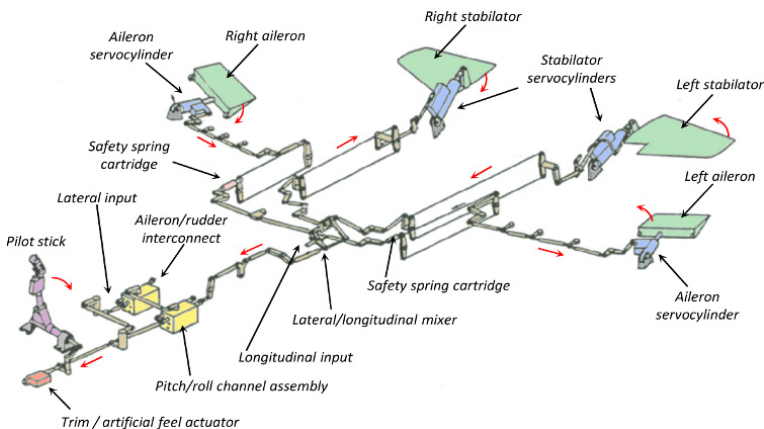 Right stabilator
Aileron
servocylinder
Right aileron
Stabilator
servocylinders
Left stabilator
Safety spring
cartridge
Lateral input
Left aileron
Aileron/rudder
interconnect
Pilot stick
Safety spring cartridge
Aileron
servocylinder
Lateral/longitudinal mixer
Longitudinal input
Pitch/roll channel assembly
Trim / artificial feel actuator